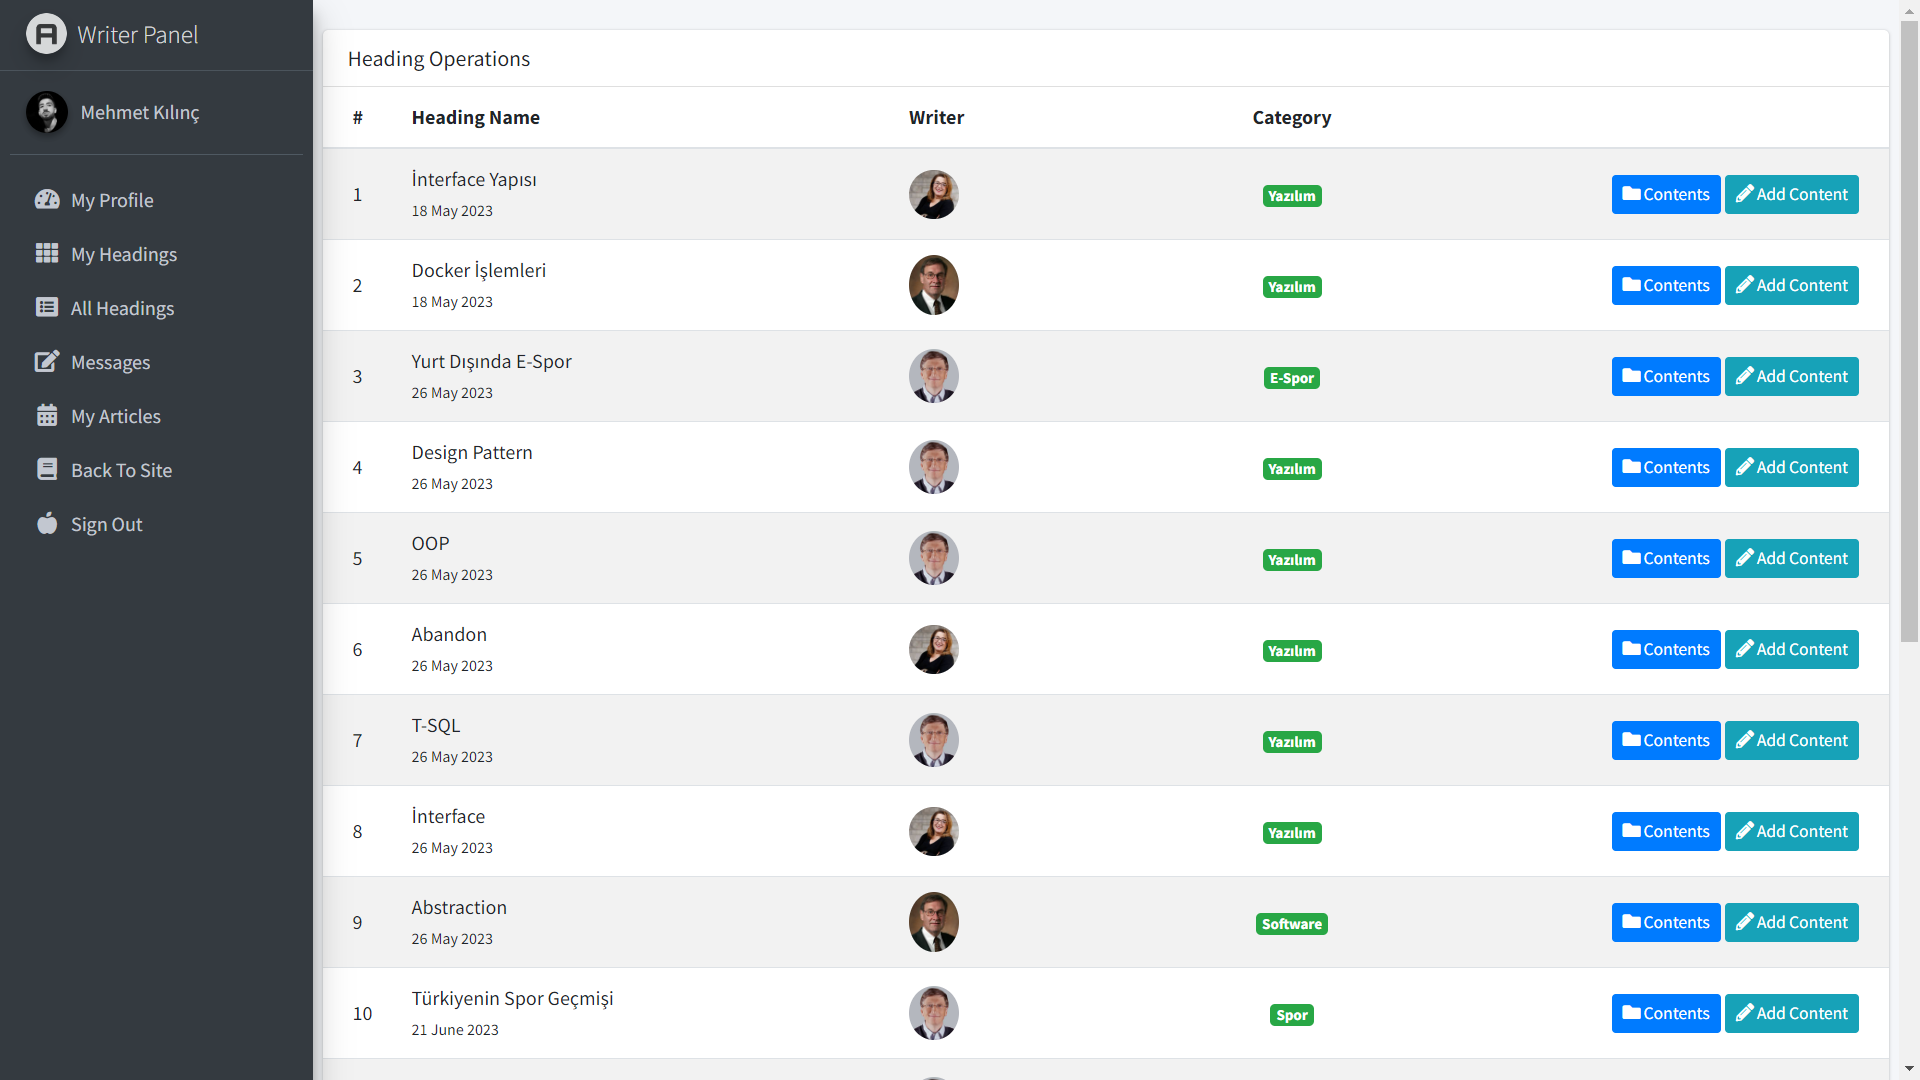 Writer Panel
Mehmet Kılınç
My Profile
My Headings
All Headings
Messages
My Articles
Back To Site
Sign Out
Heading Operations
# Heading Name Writer Category
1 İnterface Yapısı Yazılım Contents Add Content
18 May 2023
2 Docker İşlemleri Yazılım Contents Add Content
18 May 2023
3 Yurt Dışında E-Spor E-Spor Contents Add Content
26 May 2023
4 Design Pattern Yazılım Contents Add Content
26 May 2023
5 OOP Yazılım Contents Add Content
26 May 2023
6 Abandon Yazılım Contents Add Content
26 May 2023
7 T-SQL Yazılım Contents Add Content
26 May 2023
8 İnterface Yazılım Contents Add Content
26 May 2023
9 Abstraction Software Contents Add Content
26 May 2023
10 Türkiyenin Spor Geçmişi Spor Contents Add Content
21 June 2023